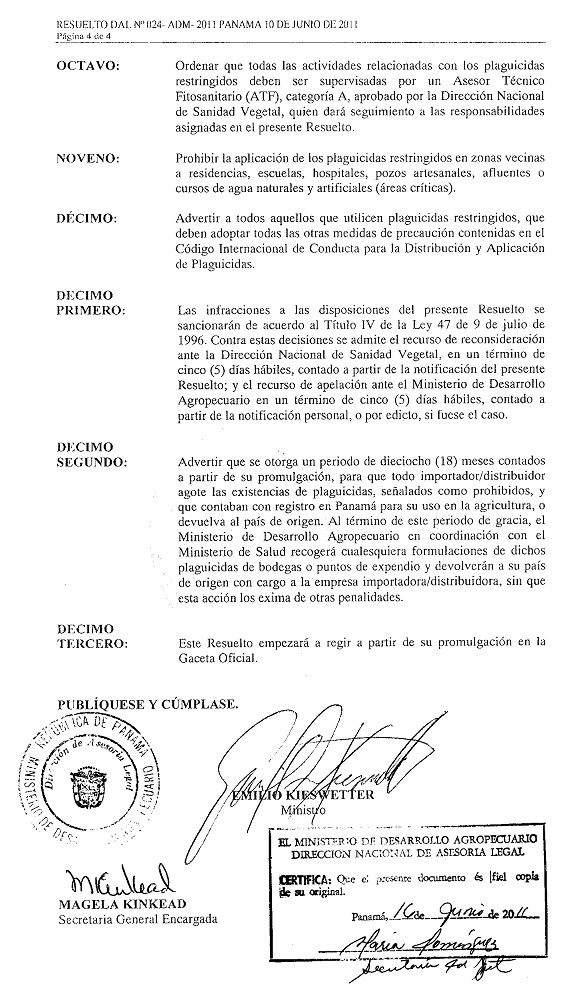 RESUELTO DAL Nº 024- ADM- 2011 PANAMA 10 DE JUNIO DE 2011
Página 4 de 4
OCTAVO: Ordenar que todas las actividades relacionadas con los plaguicidas
restringidos deben ser supervisadas por un Asesor Técnico
Fitosanitario (ATF), categoría A, aprobado por la Dirección Nacional
de Sanidad Vegetal, quien dará seguimiento a las responsabilidades
asignadas en el presente Resuelto.
NOVENO: Prohibir la aplicación de los plaguicidas restringidos en zonas vecinas
a residencias, escuelas, hospitales, pozos artesanales, afluentes o
cursos de agua naturales y artificiales (áreas críticas).
DÉCIMO: Advertir a todos aquellos que utilicen plaguicidas restringidos, que
deben adoptar todas las otras medidas de precaución contenidas en el
Código Internacional de Conducta para la Distribución y Aplicación
de Plaguicidas.
DECIMO
PRIMERO: Las infracciones a las disposiciones del presente Resuelto se
sancionarán de acuerdo al Título IV de la Ley 47 de 9 de julio de
1996. Contra estas decisiones se admite el recurso de reconsideración
ante la Dirección Nacional de Sanidad Vegetal, en un término de
cinco (5) días hábiles, contado a partir de la notificación del presente
Resuelto; y el recurso de apelación ante el Ministerio de Desarrollo
Agropecuario en un término de cinco (5) días hábiles, contado a
partir de la notificación personal, o por edicto, si fuese el caso.
DECIMO
SEGUNDO: Advertir que se otorga un periodo de dieciocho (18) meses contados
a partir de su promulgación, para que todo importador/distribuidor
agote las existencias de plaguicidas, señalados como prohibidos, y
que contaban con registro en Panamá para su uso en la agricultura, o
devuelva al país de origen. Al término de este periodo de gracia, el
Ministerio de Desarrollo Agropecuario en coordinación con el
Ministerio de Salud recogerá cualesquiera formulaciones de dichos
plaguicidas de bodegas o puntos de expendio y devolverán a su país
de origen con cargo a la empresa importadora/distribuidora, sin que
esta acción los exima de otras penalidades.
DECIMO
TERCERO: Este Resuelto empezará a regir a partir de su promulgación en la
Gaceta Oficial.
PUBLÍQUESE Y CÚMPLASE.
REPUBLICA DE PANAMA
Dirección de Asesoría Legal
EMILIO KIESWETTER
Ministro
MKinkead
MAGELA KINKEAD
Secretaria General Encargada
EL MINISTERIO DE DESARROLLO AGROPECUARIO
DIRECCION NACIONAL DE ASESORIA LEGAL
CERTIFICA: Que el presente documento és fiel copia
de su original.
Panamá, 16 de Junio de 2011
Maria Domínguez